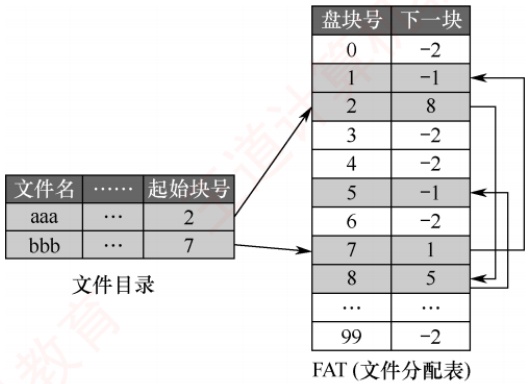 盘块号 下一块
0 -2
1 -1
2 8
3 -2
4 -2
5 -1
6 -2
7 1
8 5
… …
99 -2
FAT (文件分配表)
文件名 …… 起始块号
aaa … 2
bbb … 7
文件目录